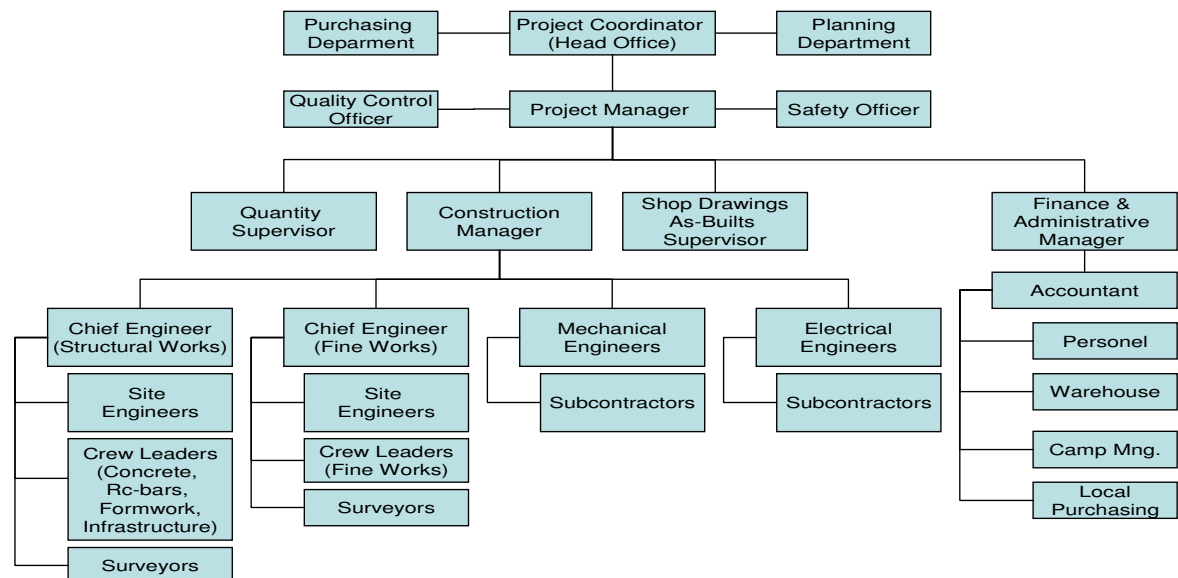 Purchasing
Deparment
Project Coordinator
(Head Office)
Planning
Department
Quality Control
Officer
Project Manager
Safety Officer
Quantity
Supervisor
Construction
Manager
Shop Drawings
As-Builts
Supervisor
Finance &
Administrative
Manager
Chief Engineer
(Structural Works)
Site
Engineers
Crew Leaders
(Concrete,
Rc-bars,
Formwork,
Infrastructure)
Surveyors
Chief Engineer
(Fine Works)
Site
Engineers
Crew Leaders
(Fine Works)
Surveyors
Mechanical
Engineers
Subcontractors
Electrical
Engineers
Subcontractors
Accountant
Personel
Warehouse
Camp Mng.
Local
Purchasing